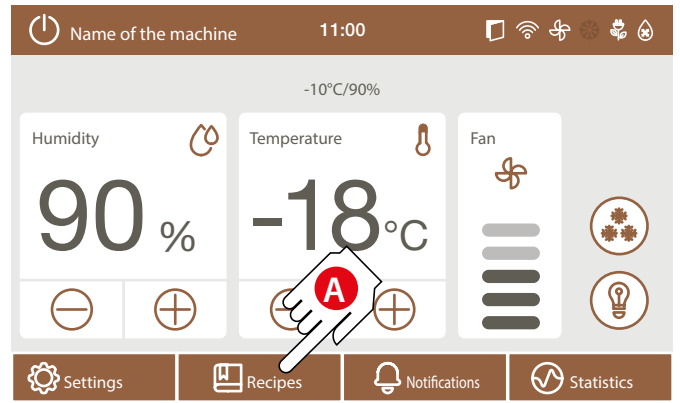 Name of the machine 11:00
-10°C/90%
Humidity Temperature Fan
90 % -18°C
A
Settings Recipes Notifications Statistics